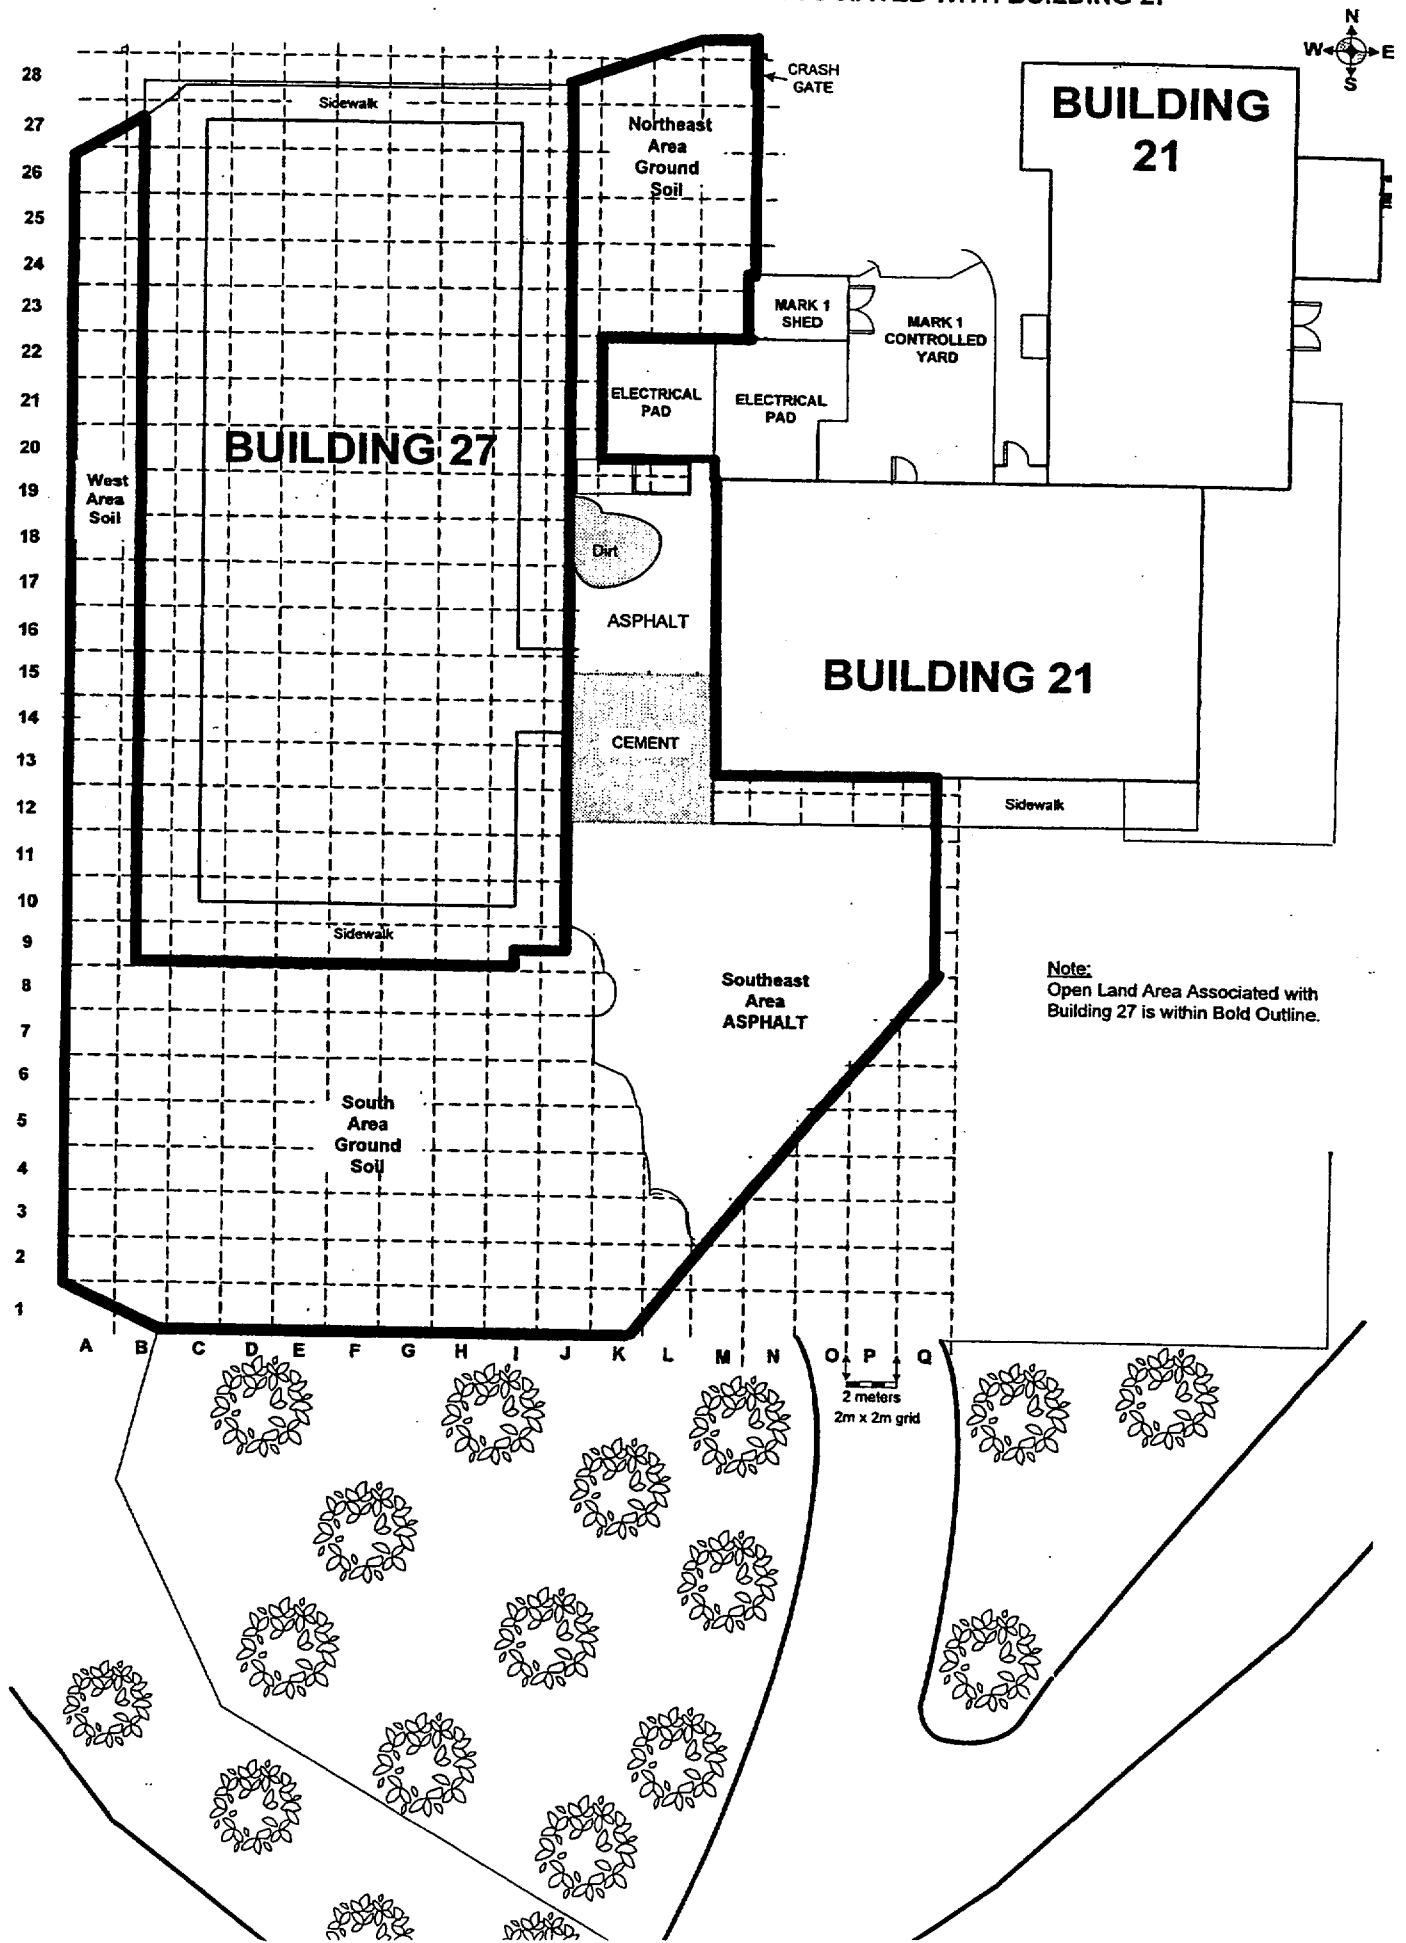 WITH BUILDING 27
N
W E
S
CRASH
GATE
BUILDING
21
28
27
26
25
24
23
22
21
20
19
18
17
16
15
14
13
12
11
10
9
8
7
6
5
4
3
2
1
Sidewalk
Northeast
Area
Ground
Soil
MARK 1
SHED
MARK 1
CONTROLLED
YARD
ELECTRICAL
PAD
ELECTRICAL
PAD
BUILDING 27
West
Area
Soil
Dirt
ASPHALT
BUILDING 21
CEMENT
Sidewalk
Sidewalk
Southeast
Area
ASPHALT
Note:
Open Land Area Associated with
Building 27 is within Bold Outline.
South
Area
Ground
Soil
A B C D E F G H I J K L M N O P Q
2 meters
2m x 2m grid